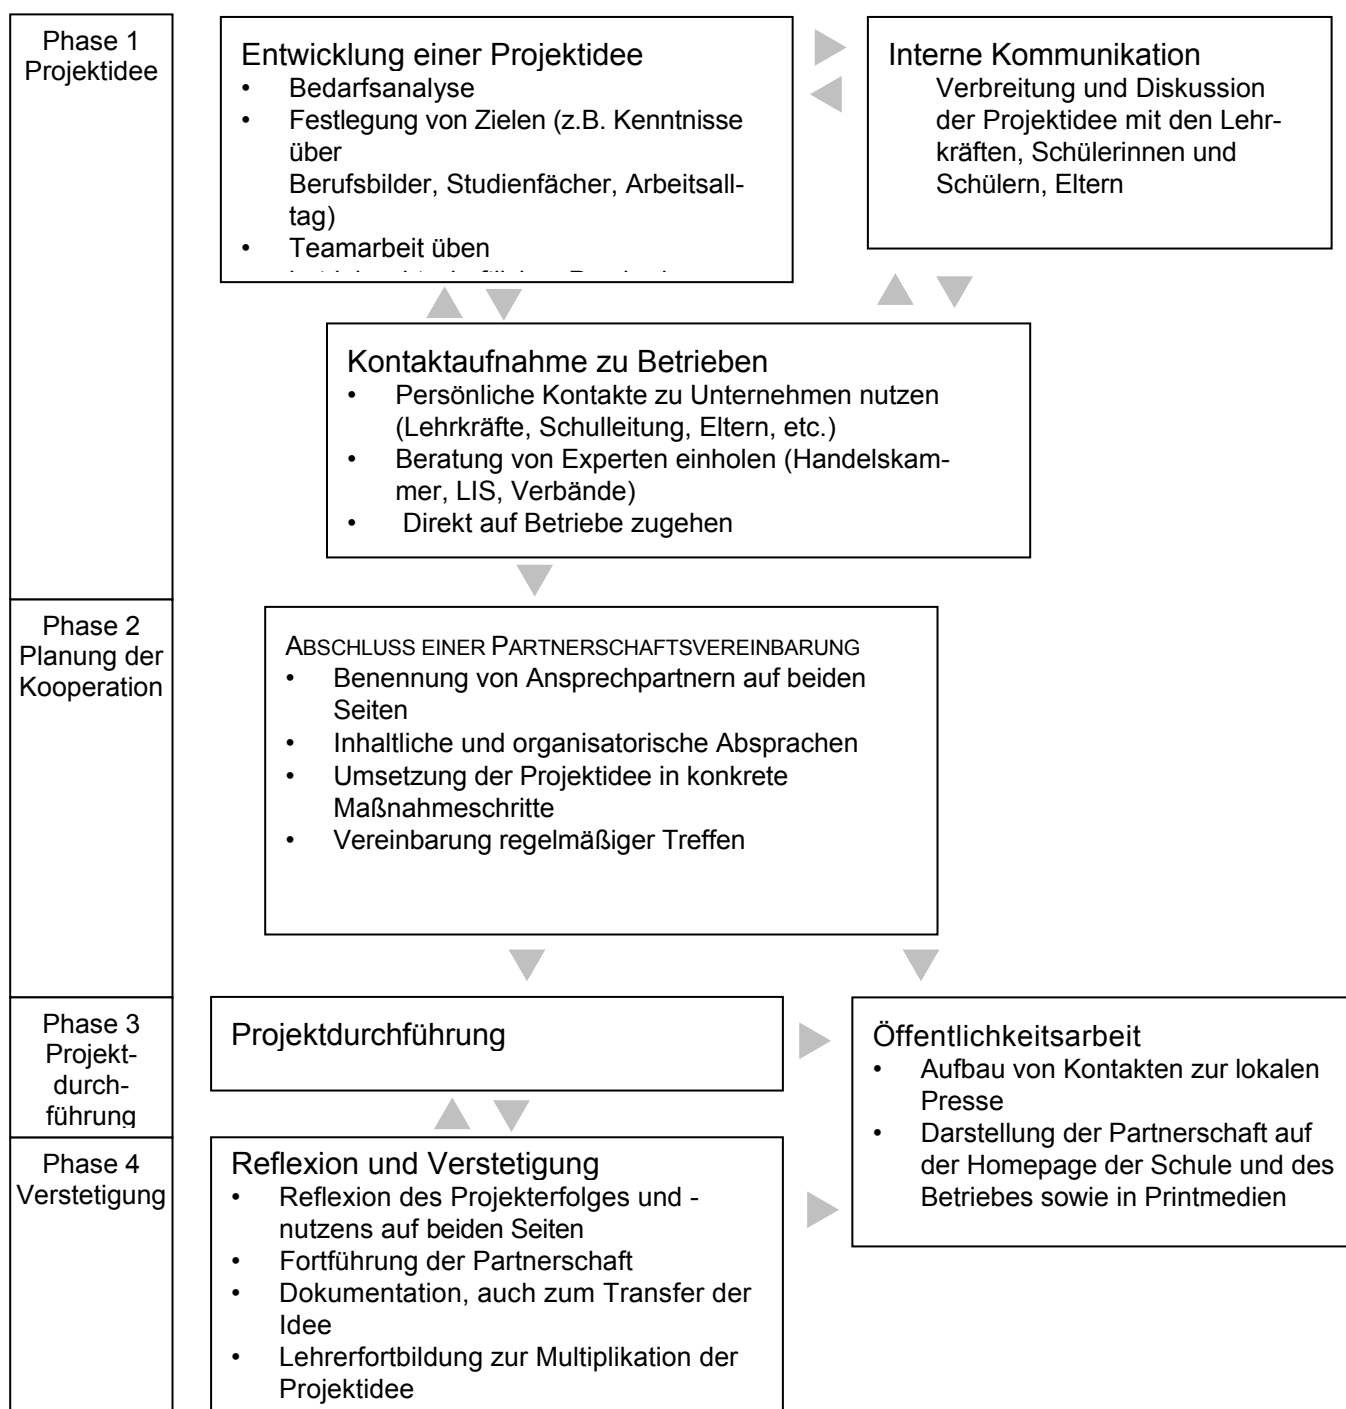 Phase 1
Projektidee
Entwicklung einer Projektidee
• Bedarfsanalyse
• Festlegung von Zielen (z.B. Kenntnisse
über
Berufsbilder, Studienfächer, Arbeitsall-
tag)
• Teamarbeit üben
Interne Kommunikation
Verbreitung und Diskussion
der Projektidee mit den Lehr-
kräften, Schülerinnen und
Schülern, Eltern
Kontaktaufnahme zu Betrieben
• Persönliche Kontakte zu Unternehmen nutzen
(Lehrkräfte, Schulleitung, Eltern, etc.)
• Beratung von Experten einholen (Handelskam-
mer, LIS, Verbände)
• Direkt auf Betriebe zugehen
Phase 2
Planung der
Kooperation
ABSCHLUSS EINER PARTNERSCHAFTSVEREINBARUNG
• Benennung von Ansprechpartnern auf beiden
Seiten
• Inhaltliche und organisatorische Absprachen
• Umsetzung der Projektidee in konkrete
Maßnahmeschritte
• Vereinbarung regelmäßiger Treffen
Phase 3
Projekt-
durch-
führung
Projektdurchführung
Öffentlichkeitsarbeit
• Aufbau von Kontakten zur lokalen
Presse
• Darstellung der Partnerschaft auf
der Homepage der Schule und des
Betriebes sowie in Printmedien
Phase 4
Verstetigung
Reflexion und Verstetigung
• Reflexion des Projekterfolges und -
nutzens auf beiden Seiten
• Fortführung der Partnerschaft
• Dokumentation, auch zum Transfer der
Idee
• Lehrerfortbildung zur Multiplikation der
Projektidee